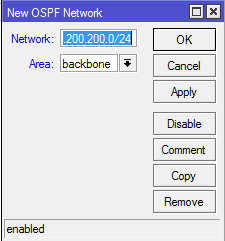 New OSPF Network
Network: 200.200.0/24
Area: backbone
OK
Cancel
Apply
Disable
Comment
Copy
Remove
enabled